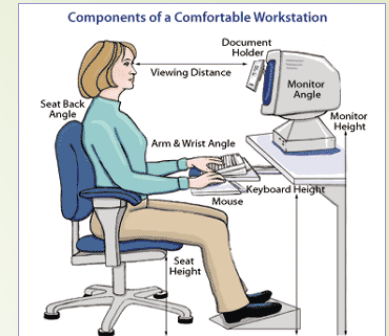 Components of a Comfortable Workstation
Document
Holder
Viewing Distance
Monitor
Angle
Seat Back
Angle
Monitor
Height
Arm & Wrist Angle
Keyboard Height
Mouse
Seat
Height